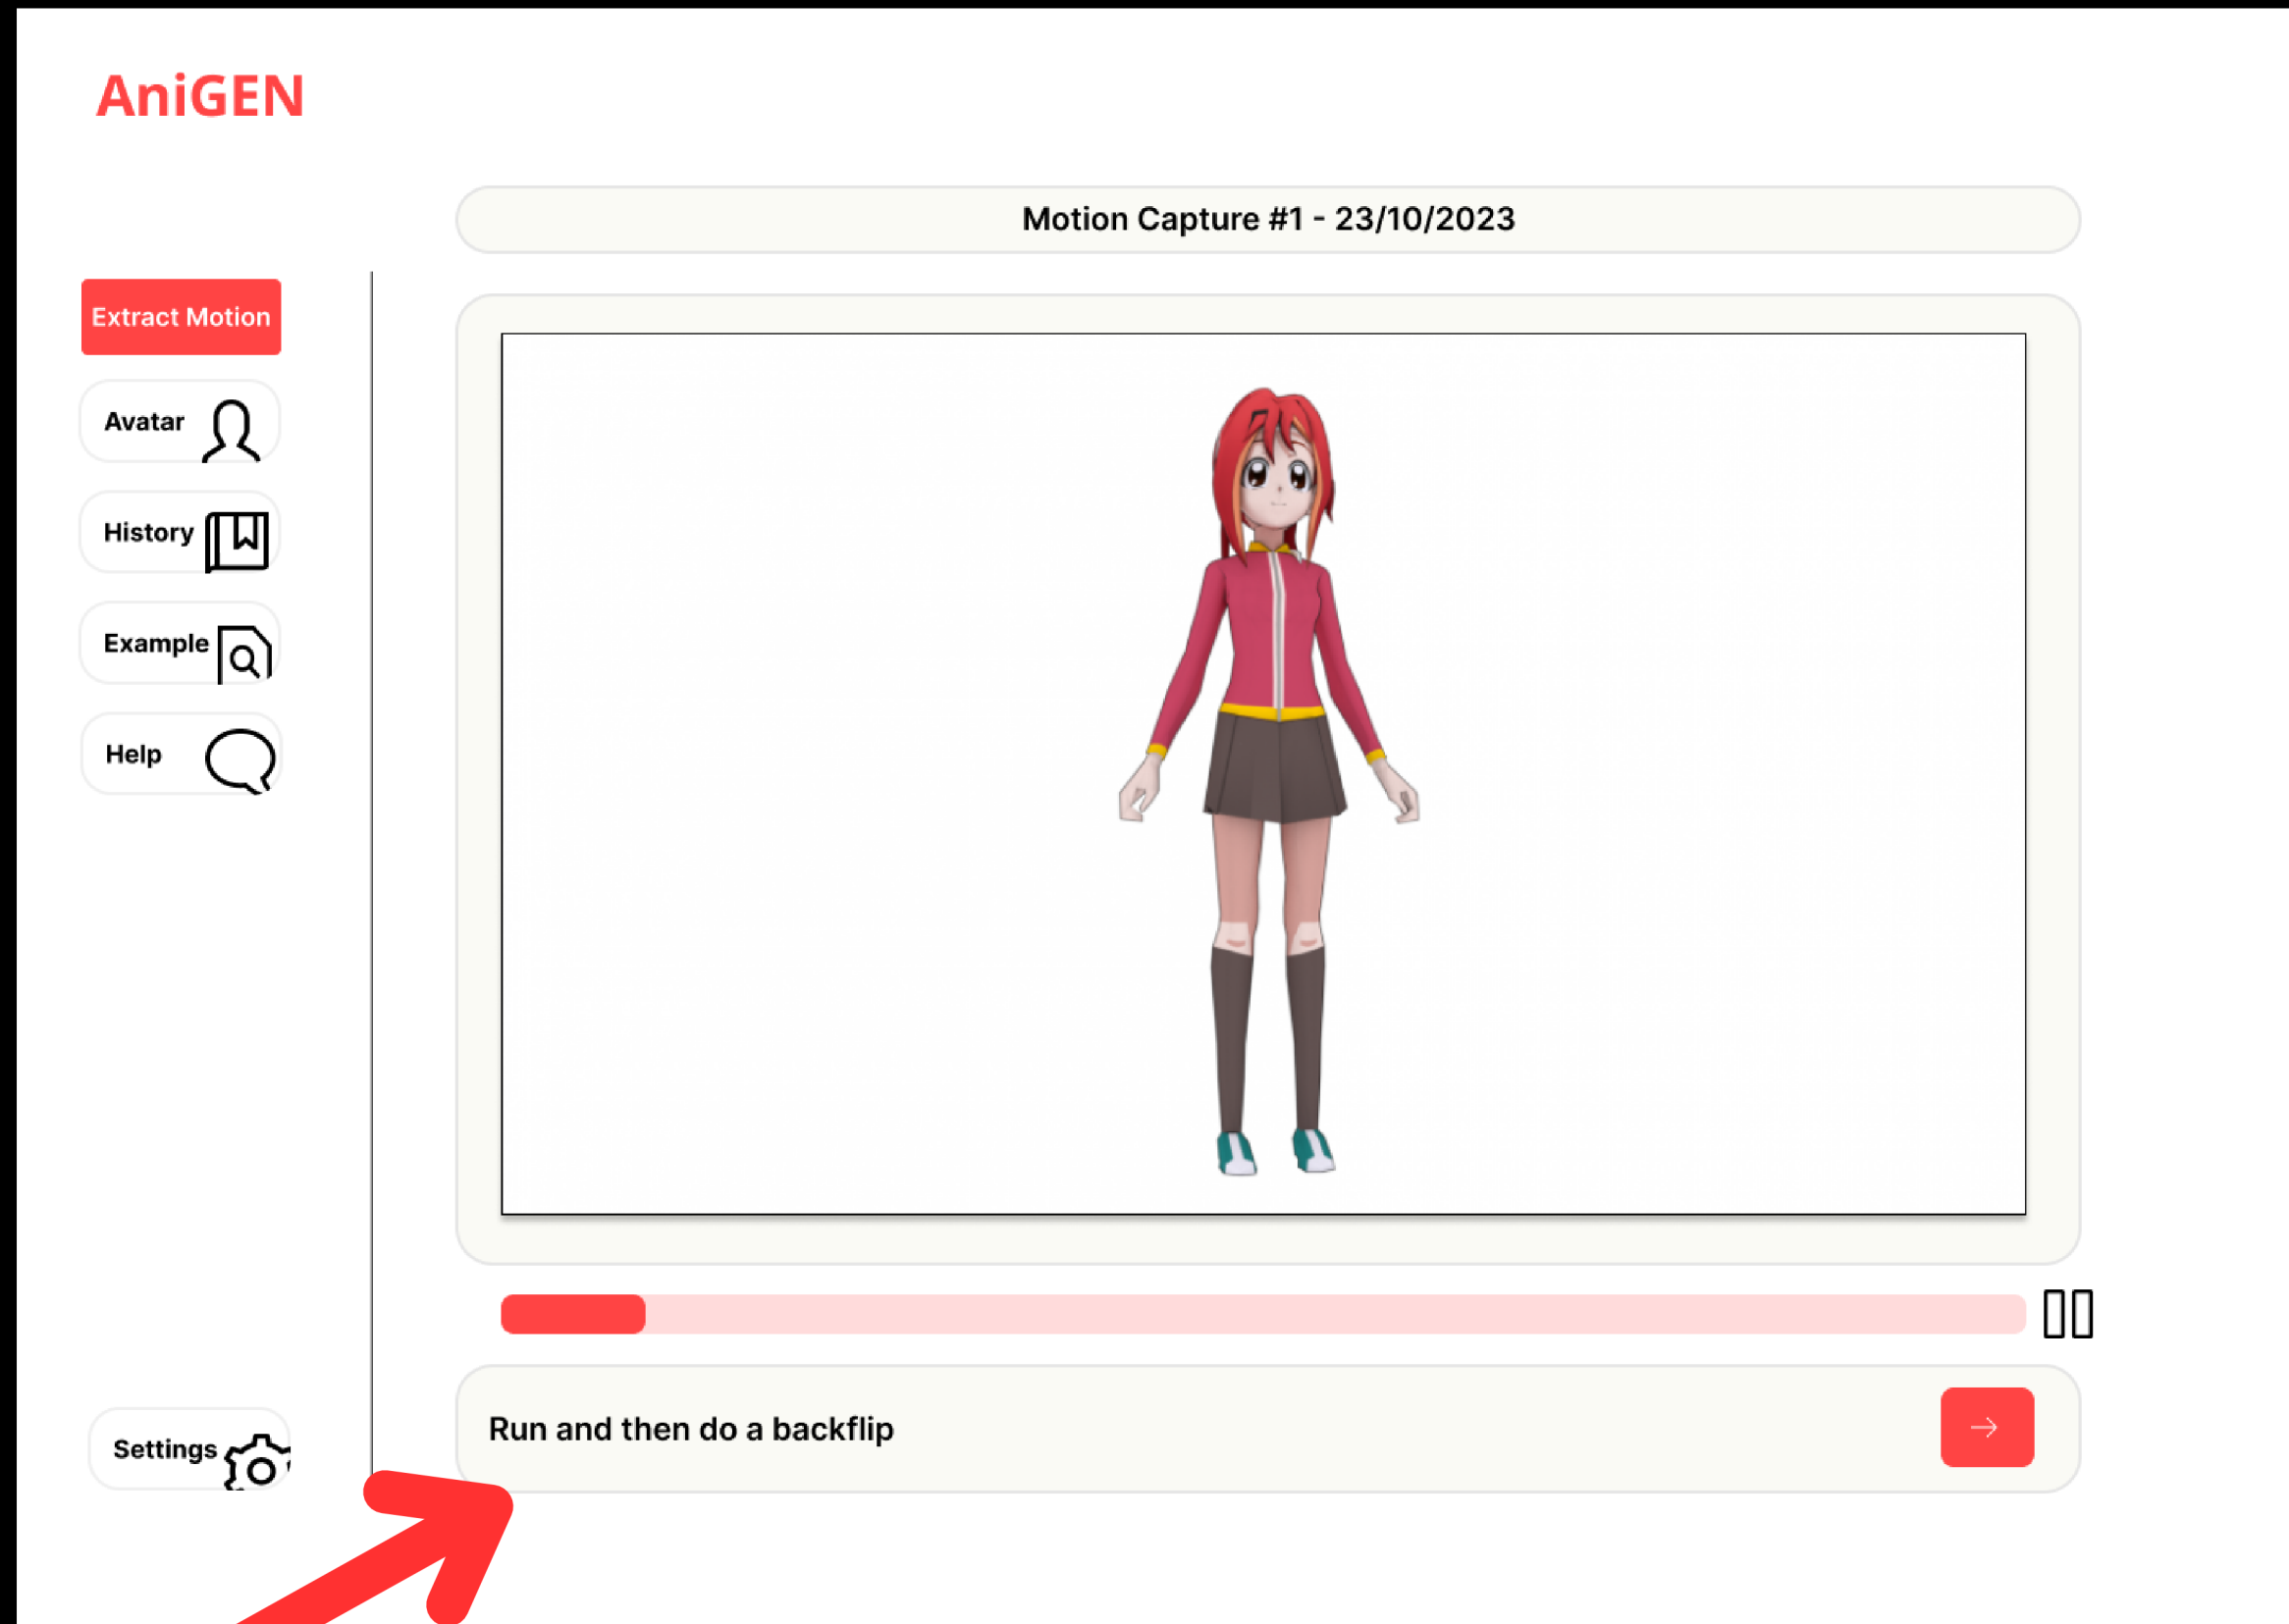 AniGEN
Motion Capture #1 - 23/10/2023
Extract Motion
Avatar
History
Example
Help
Run and then do a backflip
Settings